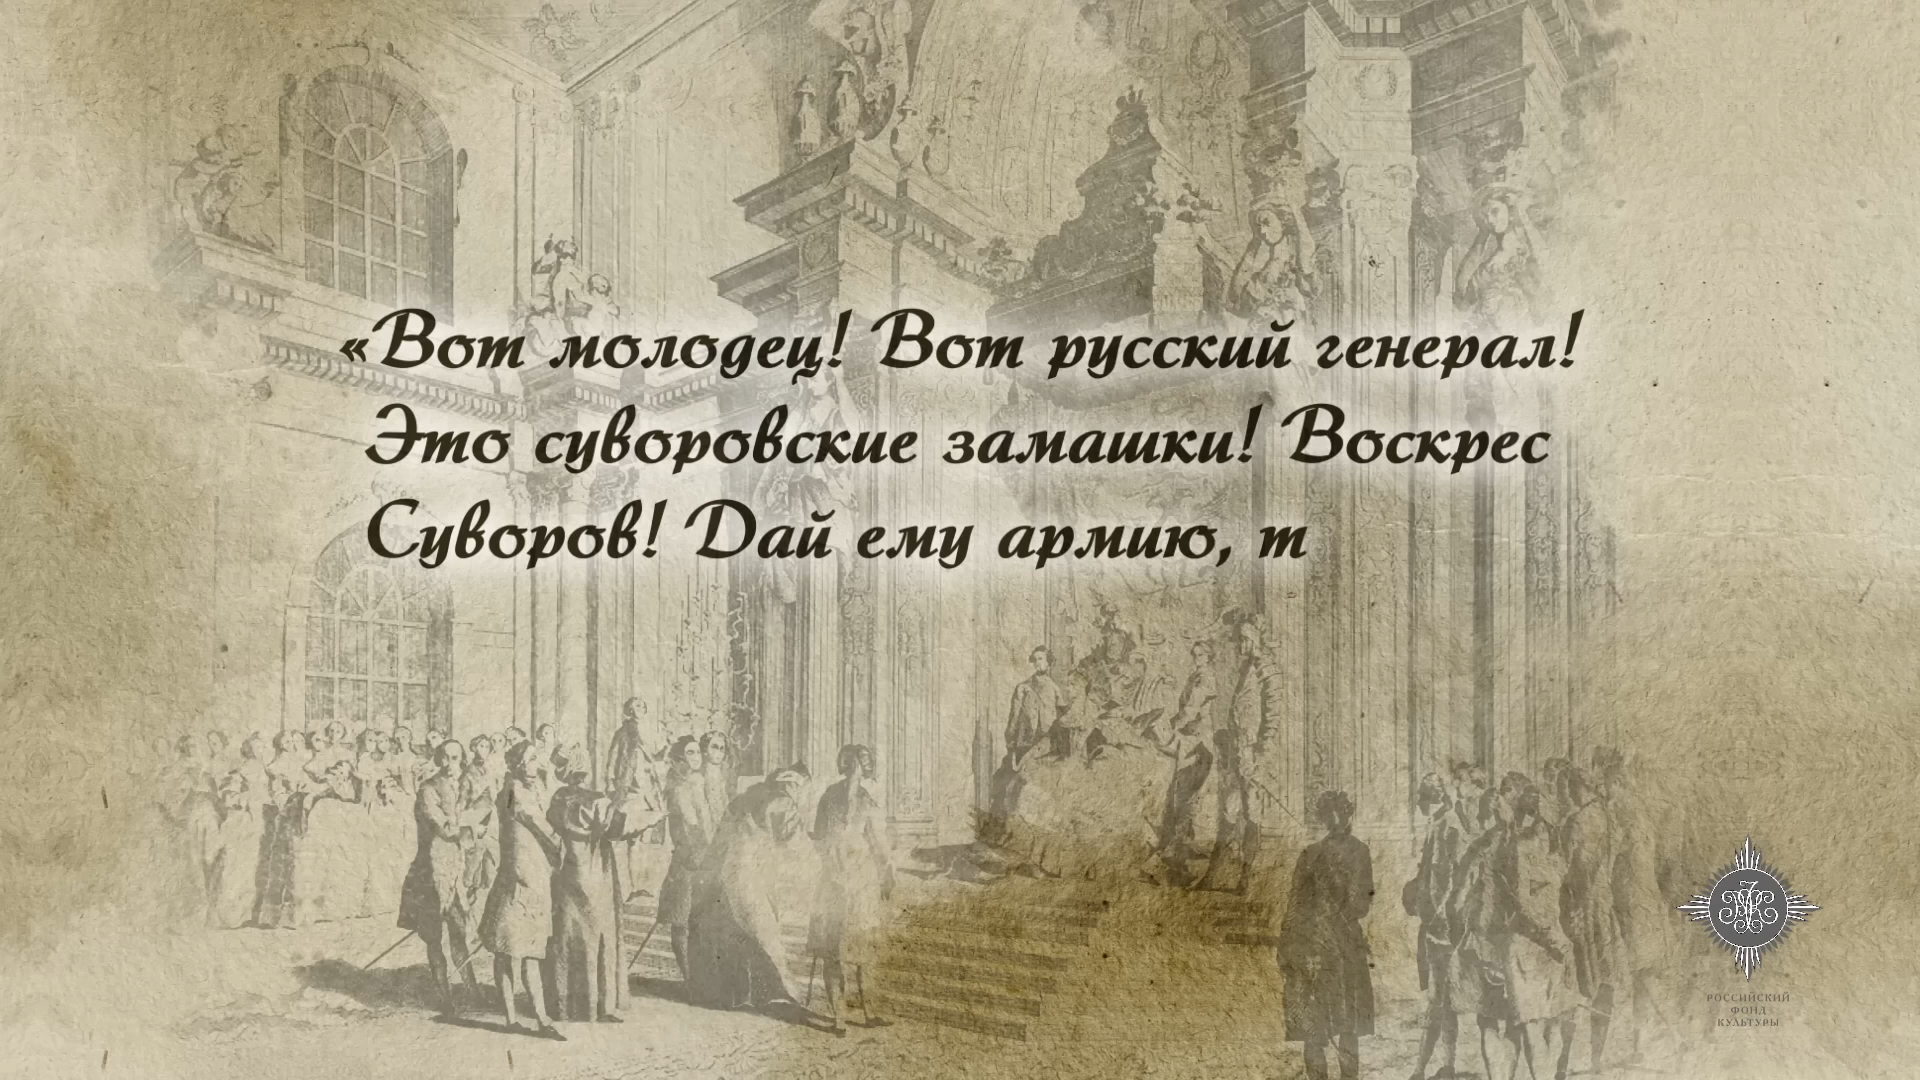 «Вот молодец! Вот русский генерал!
Это суворовские замашки! Воскрес
Суворов! Дай ему армию, т
РОССИЙСКИЙ
ФОНД
КУЛЬТУРЫ